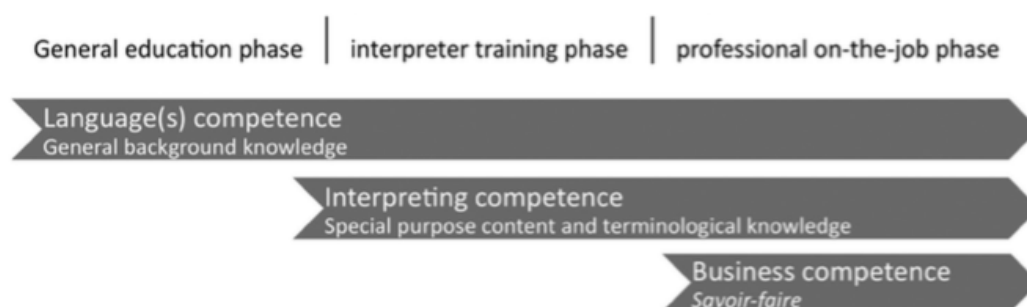 General education phase
interpreter training phase
professional on-the-job phase
Language(s) competence
General background knowledge
Interpreting competence
Special purpose content and terminological knowledge
Business competence
Savoir-faire